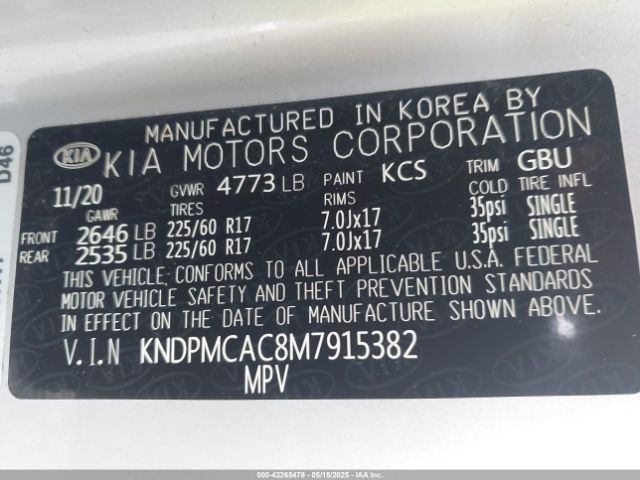 MANUFACTURED IN KOREA BY
KIA KIA MOTORS CORPORATION
11/20 GVWR 4773 LB PAINT KCS TRIM GBU
GAWR TIRES RIMS COLD TIRE INFL
FRONT 2646 LB 225/60 R17 7.0Jx17 35psi SINGLE
REAR 2535 LB 225/60 R17 7.0Jx17 35psi SINGLE
THIS VEHICLE CONFORMS TO ALL APPLICABLE U.S.A. FEDERAL
MOTOR VEHICLE SAFETY AND THEFT PREVENTION STANDARDS
IN EFFECT ON THE DATE OF MANUFACTURE SHOWN ABOVE.
V.I.N KNDPMCAC8M7915382
MPV
D46
000-42265478 - 05/15/2025 -